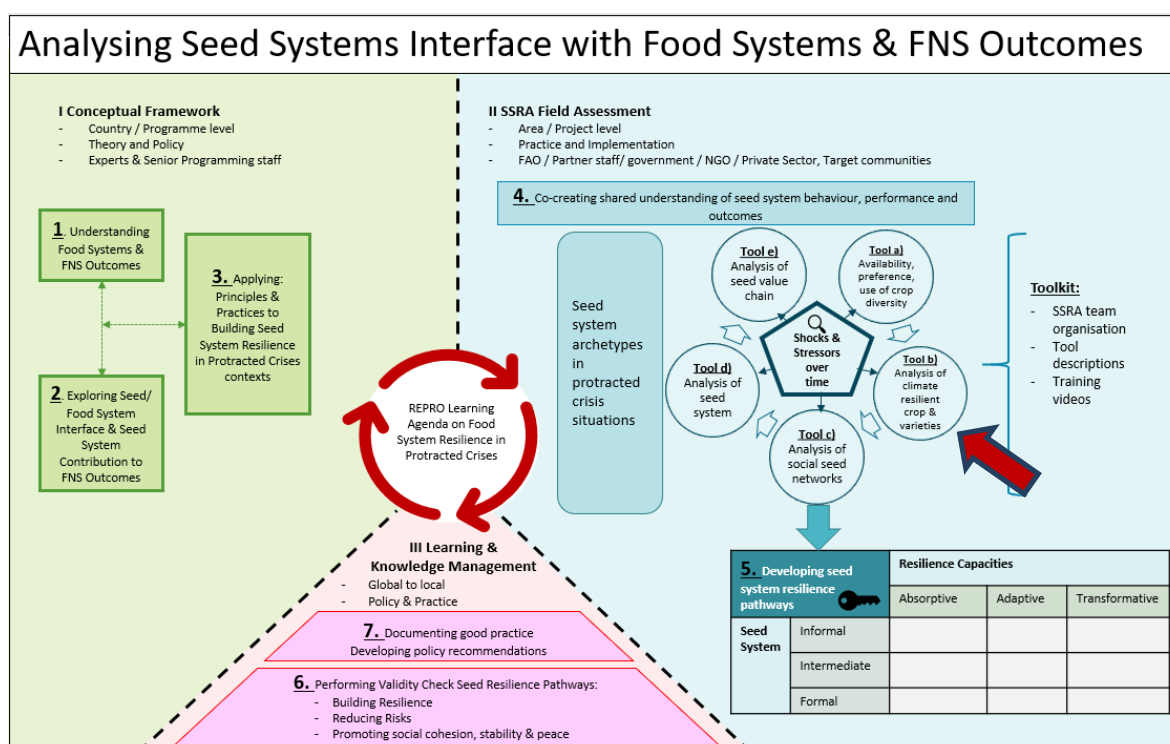 Analysing Seed Systems Interface with Food Systems & FNS Outcomes
I Conceptual Framework
- Country / Programme level
- Theory and Policy
- Experts & Senior Programming staff
1. Understanding
Food Systems &
FNS Outcomes
3. Applying:
Principles &
Practices to
Building Seed
System Resilience
in Protracted Crises
contexts
2. Exploring Seed/
Food System
Interface & Seed
System
Contribution to
FNS Outcomes
REPRO Learning
Agenda on Food
System Resilience in
Protracted Crises
II SSRA Field Assessment
- Area / Project level
- Practice and Implementation
- FAO / Partner staff/ government / NGO / Private Sector, Target communities
4. Co-creating shared understanding of seed system behaviour, performance and
outcomes
Seed
system
archetypes
in
protracted
crisis
situations
Tool e)
Analysis of
seed value
chain
Tool a)
Availability,
preference,
use of crop
diversity
Shocks &
Stressors
over
time
Tool d)
Analysis of
seed
system
Tool b)
Analysis of
climate
resilient
crop &
varieties
Tool c)
Analysis of
social seed
networks
Toolkit:
- SSRA team
organisation
- Tool
descriptions
- Training
videos
5. Developing seed
system resilience
pathways
Resilience Capacities
Absorptive
Adaptive
Transformative
Seed
System
Informal
Intermediate
Formal
III Learning &
Knowledge Management
- Global to local
- Policy & Practice
7. Documenting good practice
Developing policy recommendations
6. Performing Validity Check Seed Resilience Pathways:
- Building Resilience
- Reducing Risks
- Promoting social cohesion, stability & peace